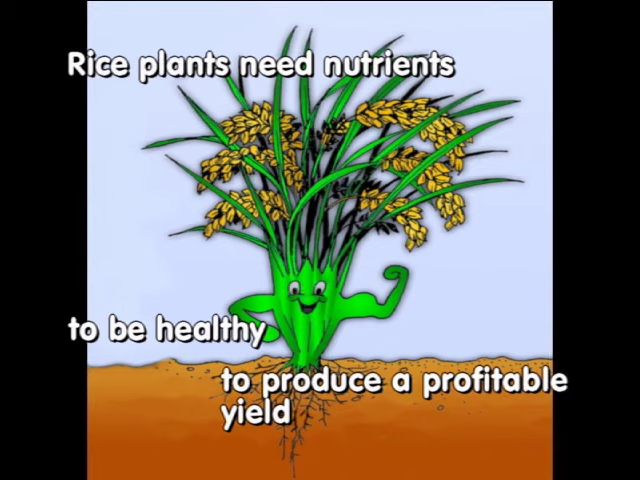 Rice plants need nutrients
to be healthy
to produce a profitable
yield